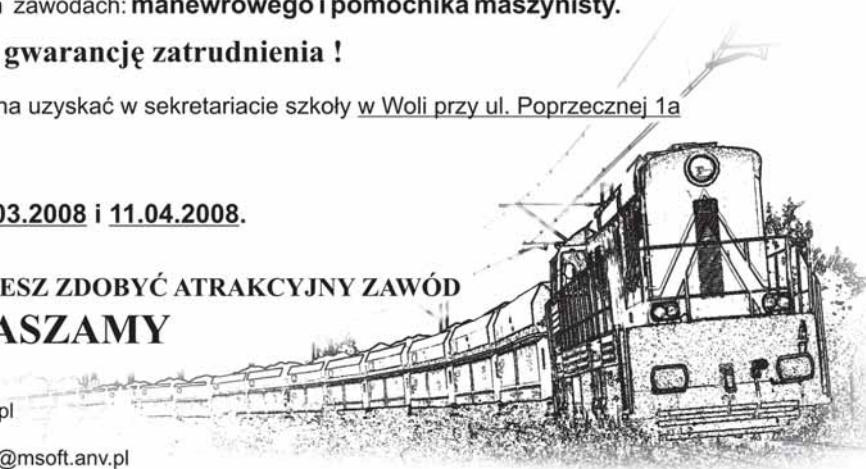 zawodach: manewrowego i pomocnika maszynisty.
gwarancję zatrudnienia !
uzyskać w sekretariacie szkoły w Woli przy ul. Poprzecznej 1a
03.2008 i 11.04.2008.
ESZ ZDOBYĆ ATRAKCYJNY ZAWÓD
ASZAMY
pl
@msoft.anv.pl